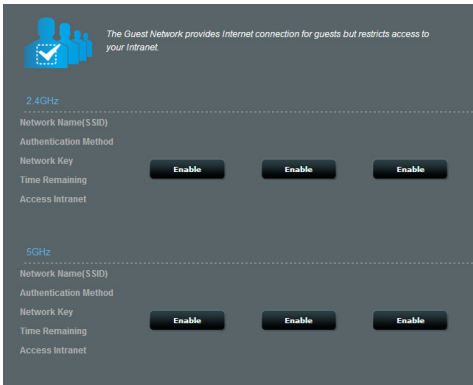 The Guest Network provides Internet connection for guests but restricts access to
your Intranet.
2.4GHz
Network Name(SSID)
Authentication Method
Network Key
Time Remaining
Access Intranet
Enable Enable Enable
5GHz
Network Name(SSID)
Authentication Method
Network Key
Time Remaining
Access Intranet
Enable Enable Enable